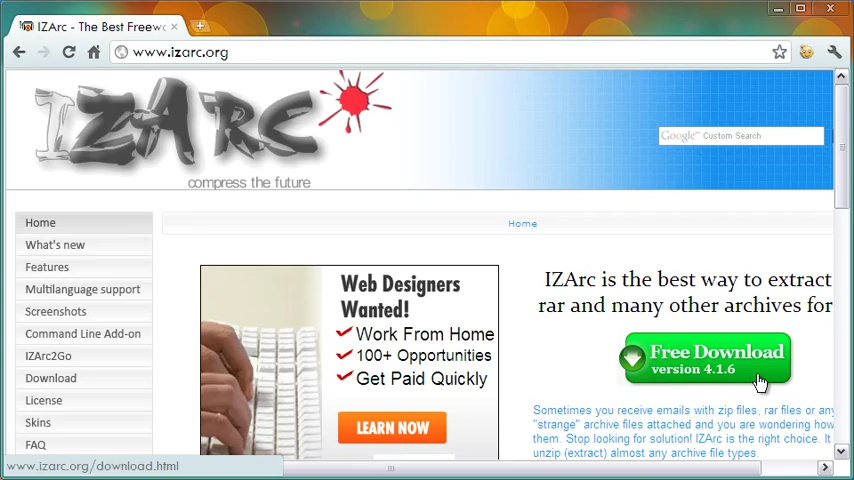 IZArc - The Best Freewa
www.izarc.org
IZARC
compress the future
Google Custom Search
Home
What's new
Features
Multilanguage support
Screenshots
Command Line Add-on
IZArc2Go
Download
License
Skins
FAQ
Home
Web Designers
Wanted!
Work From Home
100+ Opportunities
Get Paid Quickly
LEARN NOW
IZArc is the best way to extract
rar and many other archives for
Free Download
version 4.1.6
Sometimes you receive emails with zip files, rar files or any
"strange" archive files attached and you are wondering how
them. Stop looking for solution! IZArc is the right choice. It
unzip (extract) almost any archive file types.
www.izarc.org/download.html